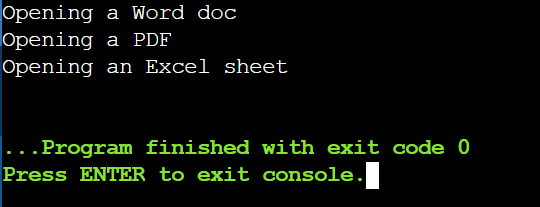 Opening a Word doc
Opening a PDF
Opening an Excel sheet
...Program finished with exit code 0
Press ENTER to exit console.